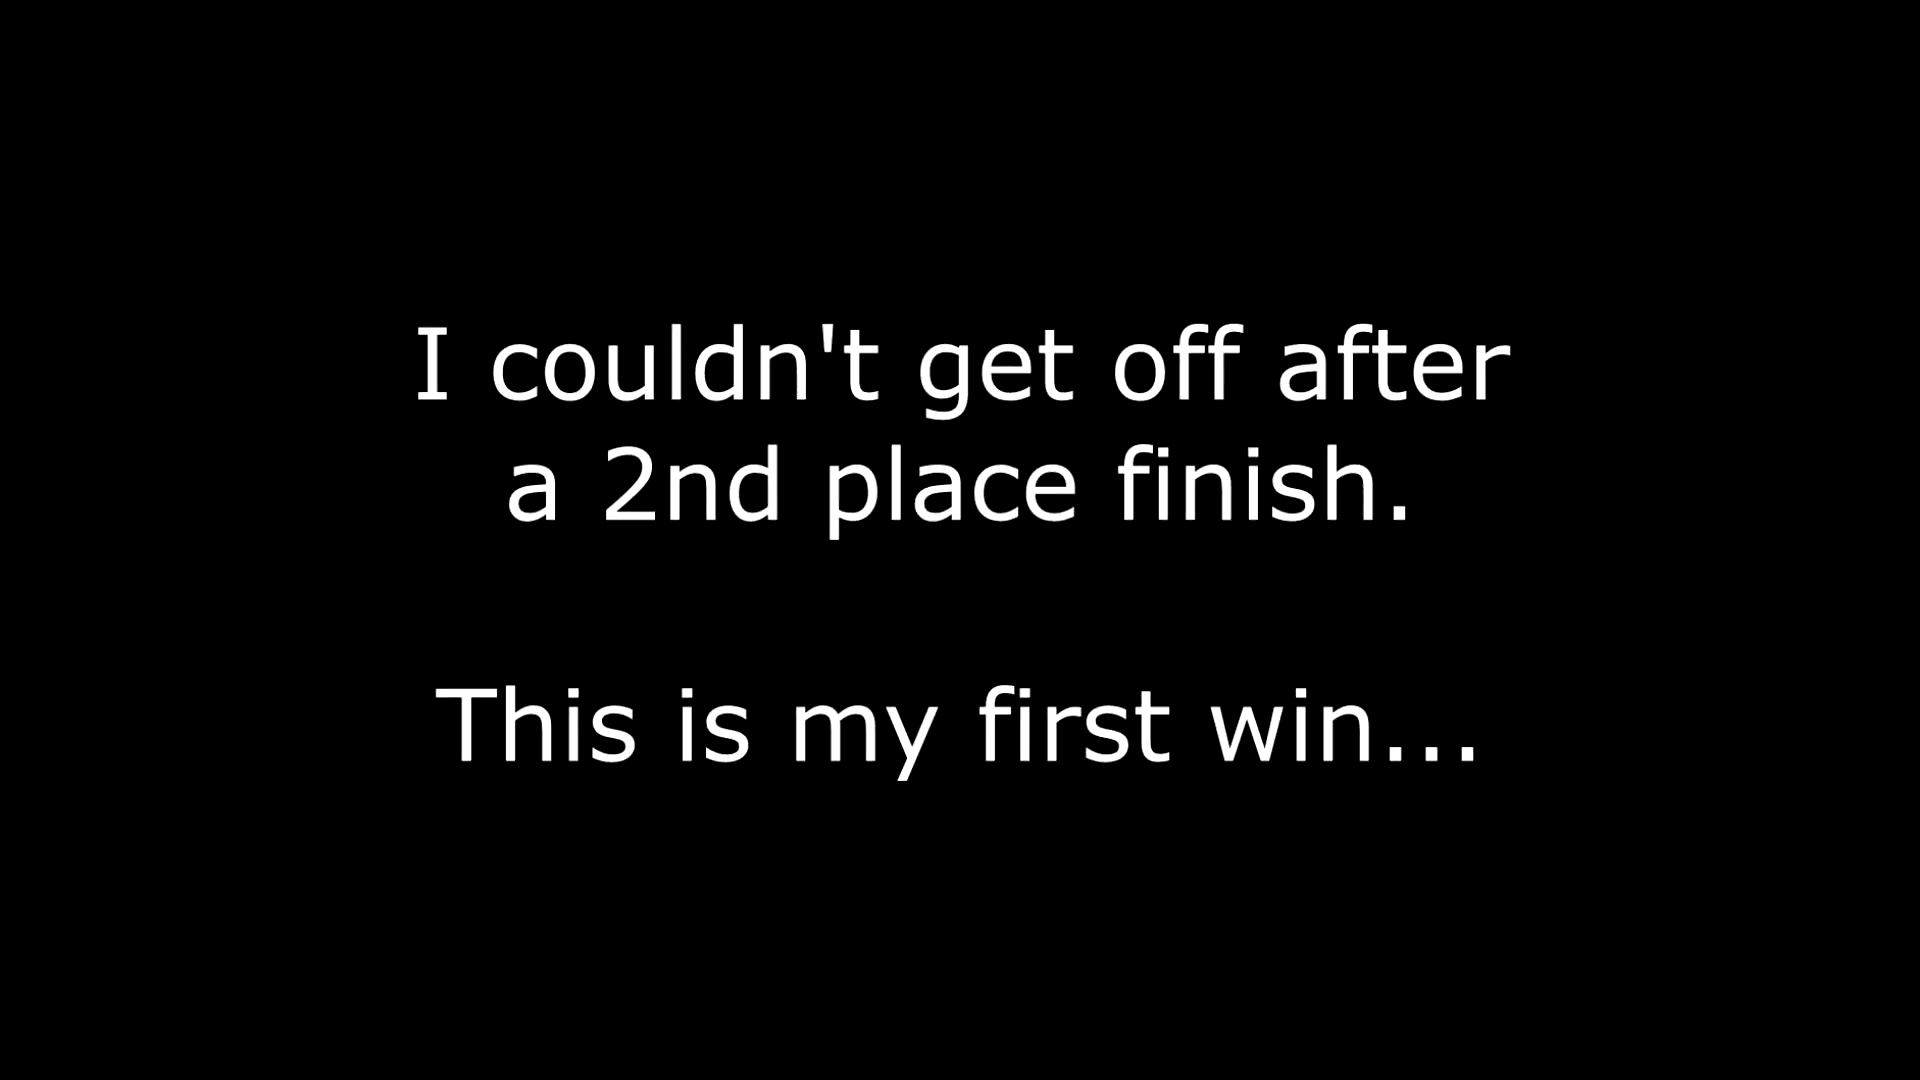 I couldn't get off after
a 2nd place finish.
This is my first win...